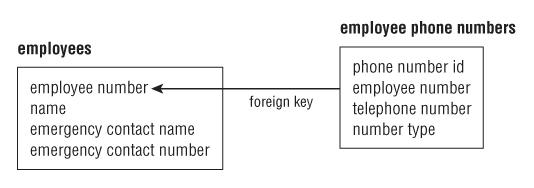 employees
employee number
name
emergency contact name
emergency contact number
foreign key
employee phone numbers
phone number id
employee number
telephone number
number type